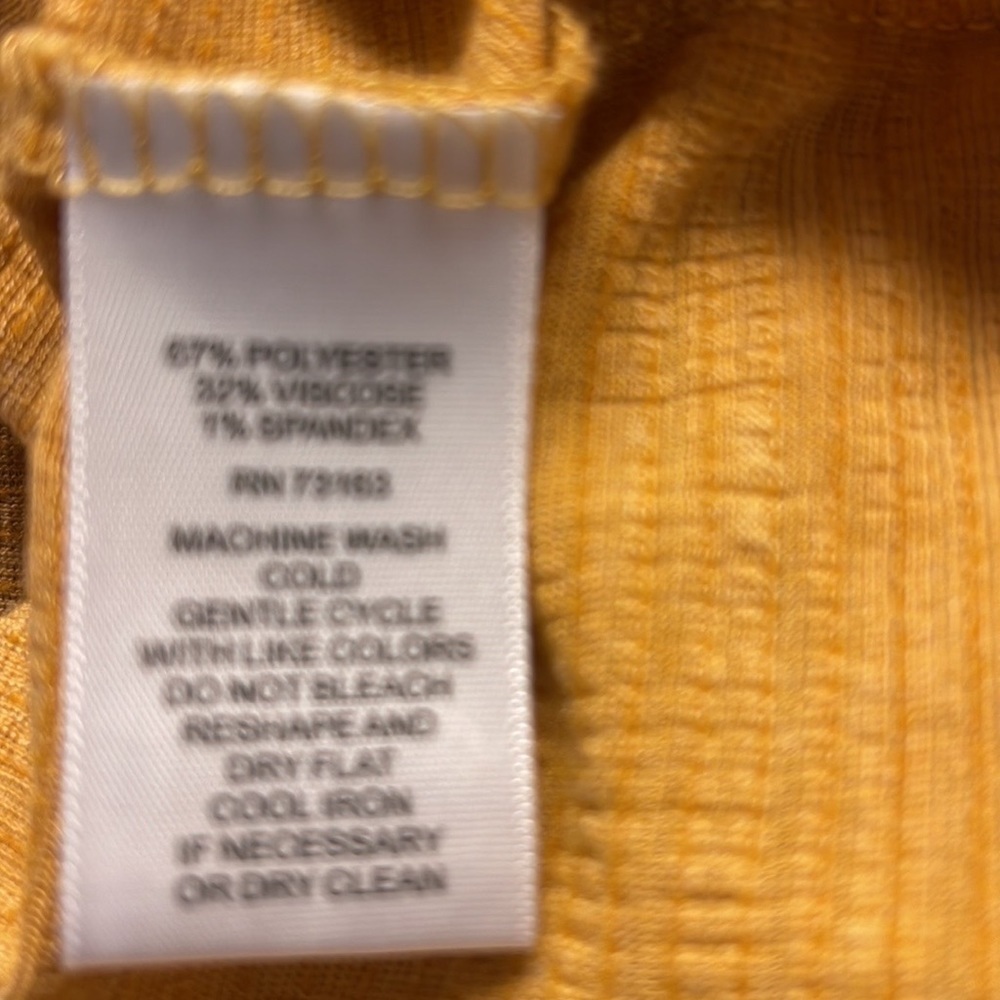 67% POLYESTER
32% VISCOSE
1% SPANDEX
RN 73163
MACHINE WASH
COLD
GENTLE CYCLE
WITH LIKE COLORS
DO NOT BLEACH
RESHAPE AND
DRY FLAT
COOL IRON
IF NECESSARY
OR DRY CLEAN